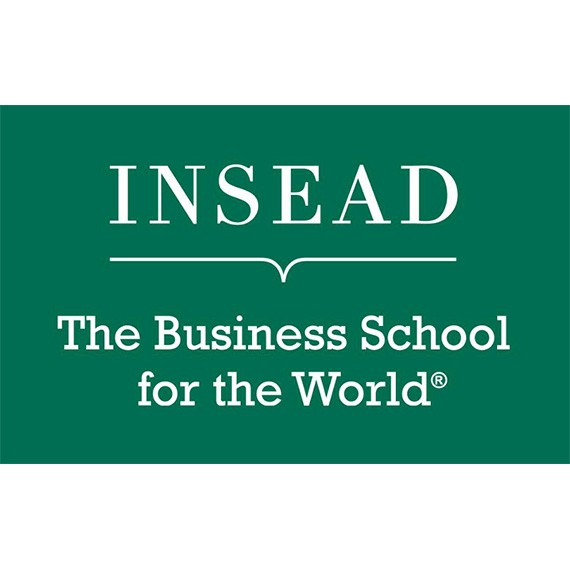 INSEAD
The Business School
for the World®